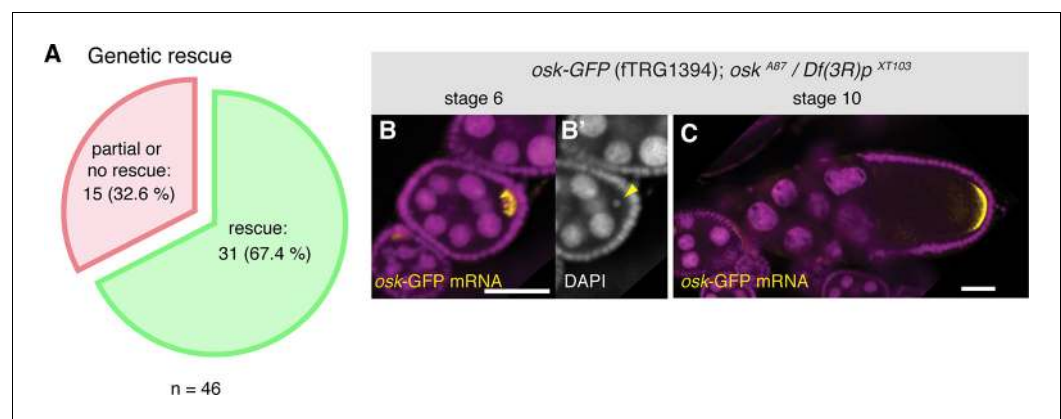 A
Genetic rescue
partial or
no rescue:
15 (32.6 %)
rescue:
31 (67.4 %)
n = 46
osk-GFP (fTRG1394); osk A87 / Df(3R)p XT103
stage 6
stage 10
B
B'
C
osk-GFP mRNA
DAPI
osk-GFP mRNA